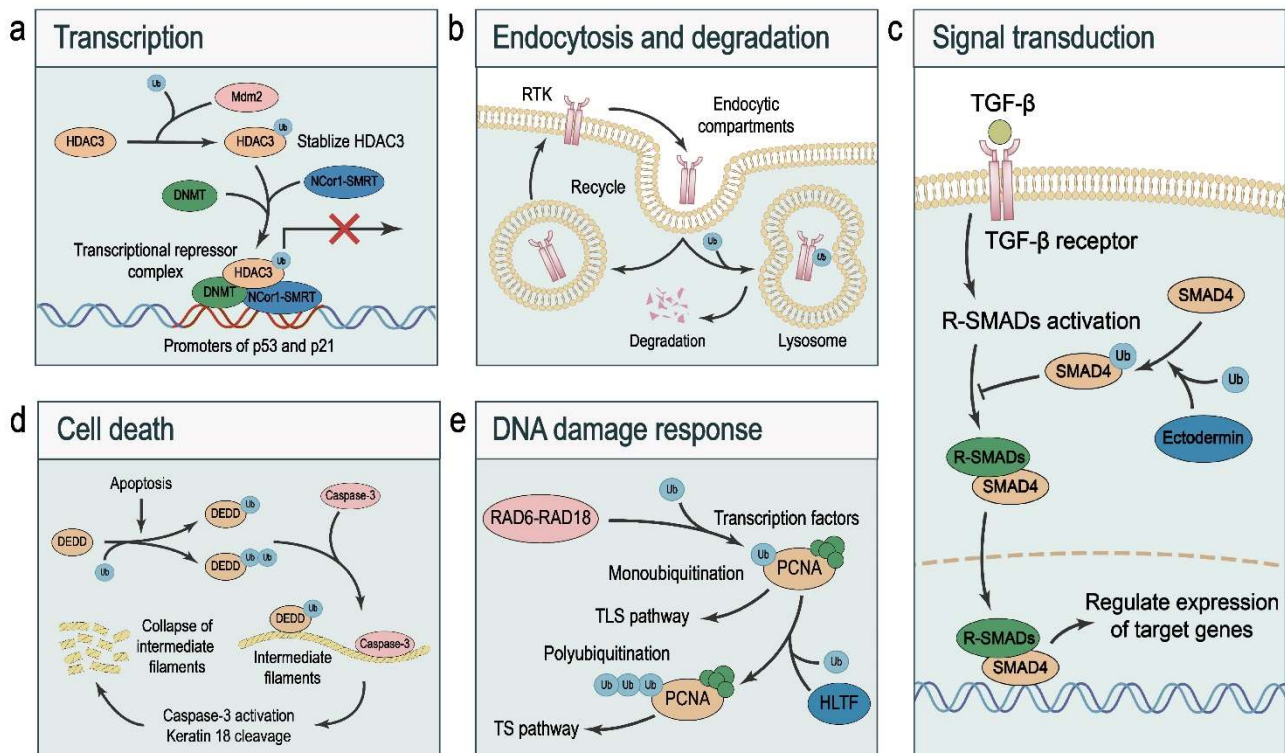 a
Transcription
Ub
Mdm2
HDAC3
HDAC3
Ub
Stablize HDAC3
DNMT
NCor1-SMRT
Transcriptional repressor
complex
HDAC3
Ub
DNMT
NCor1-SMRT
Promoters of p53 and p21
b
Endocytosis and degradation
RTK
Endocytic
compartments
Recycle
Ub
Ub
Degradation
Lysosome
c
Signal transduction
TGF-β
TGF-β receptor
SMAD4
R-SMADs activation
SMAD4
Ub
Ub
Ectodermin
R-SMADs
SMAD4
R-SMADs
SMAD4
Regulate expression
of target genes
d
Cell death
Apoptosis
DEDD
Ub
DEDD
Ub
DEDD
Ub
Ub
Caspase-3
DEDD
Ub
Caspase-3
Collapse of
intermediate
filaments
Intermediate
filaments
Caspase-3 activation
Keratin 18 cleavage
e
DNA damage response
Ub
RAD6-RAD18
Transcription factors
Ub
PCNA
Monoubiquitination
TLS pathway
Polyubiquitination
Ub
Ub
Ub
Ub
PCNA
HLTF
TS pathway